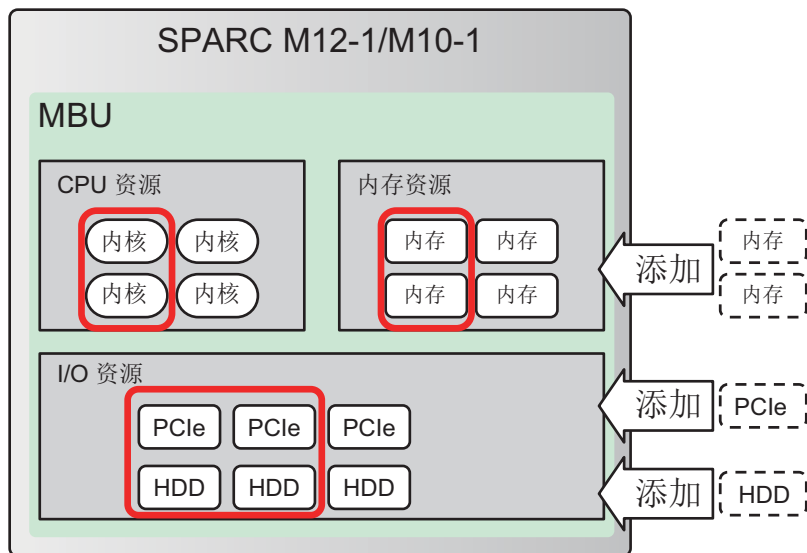 SPARC M12-1/M10-1
MBU
CPU 资源
内核 内核
内核 内核
内存资源
内存 内存
内存 内存
添加 内存
内存
I/O 资源
PCIe PCIe PCIe
HDD HDD HDD
添加 PCIe
添加 HDD